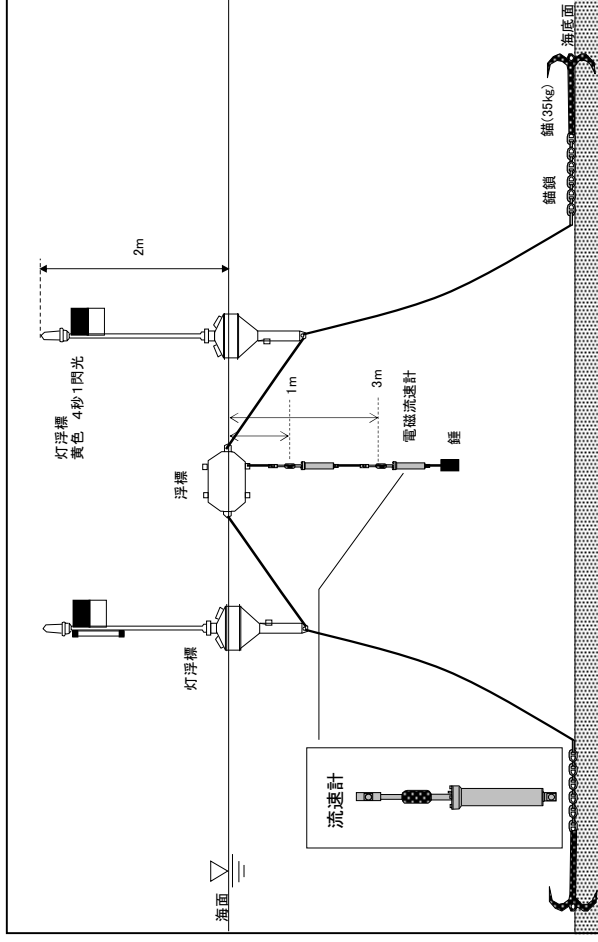 2m
灯浮標
黄色 4秒1閃光
浮標
灯浮標
1m
3m
電磁流速計
錘
流速計
海面
錨鎖
錨(35kg)
海底面